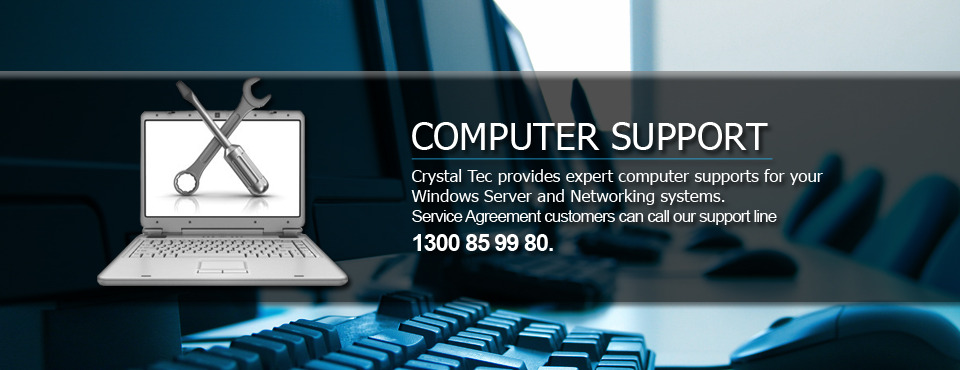 COMPUTER SUPPORT
Crystal Tec provides expert computer supports for your
Windows Server and Networking systems.
Service Agreement customers can call our support line
1300 85 99 80.